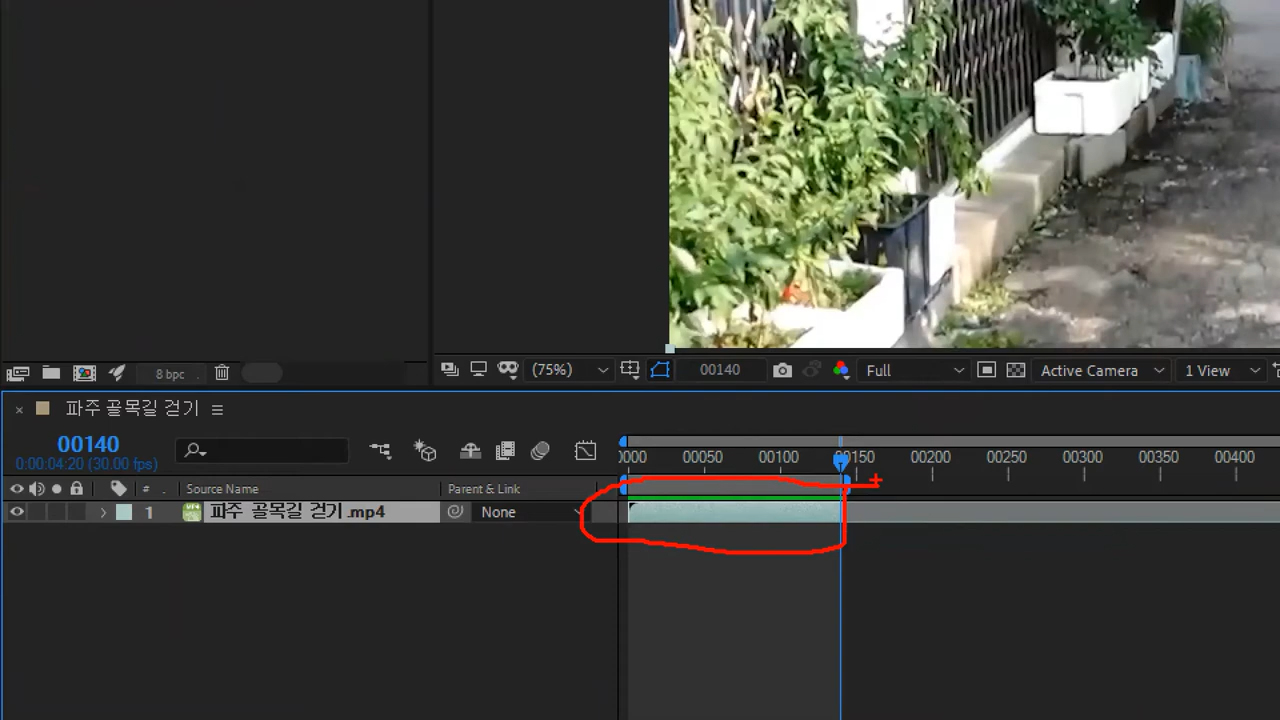 8 bpc
(75%)
00140
Full
Active Camera
1 View
파주 골목길 걷기
00140
0:00:04:20 (30.00 fps)
0000 00050 00100 00150 00200 00250 00300 00350 00400
# Source Name Parent & Link
1 파주 골목길 걷기 .mp4 None